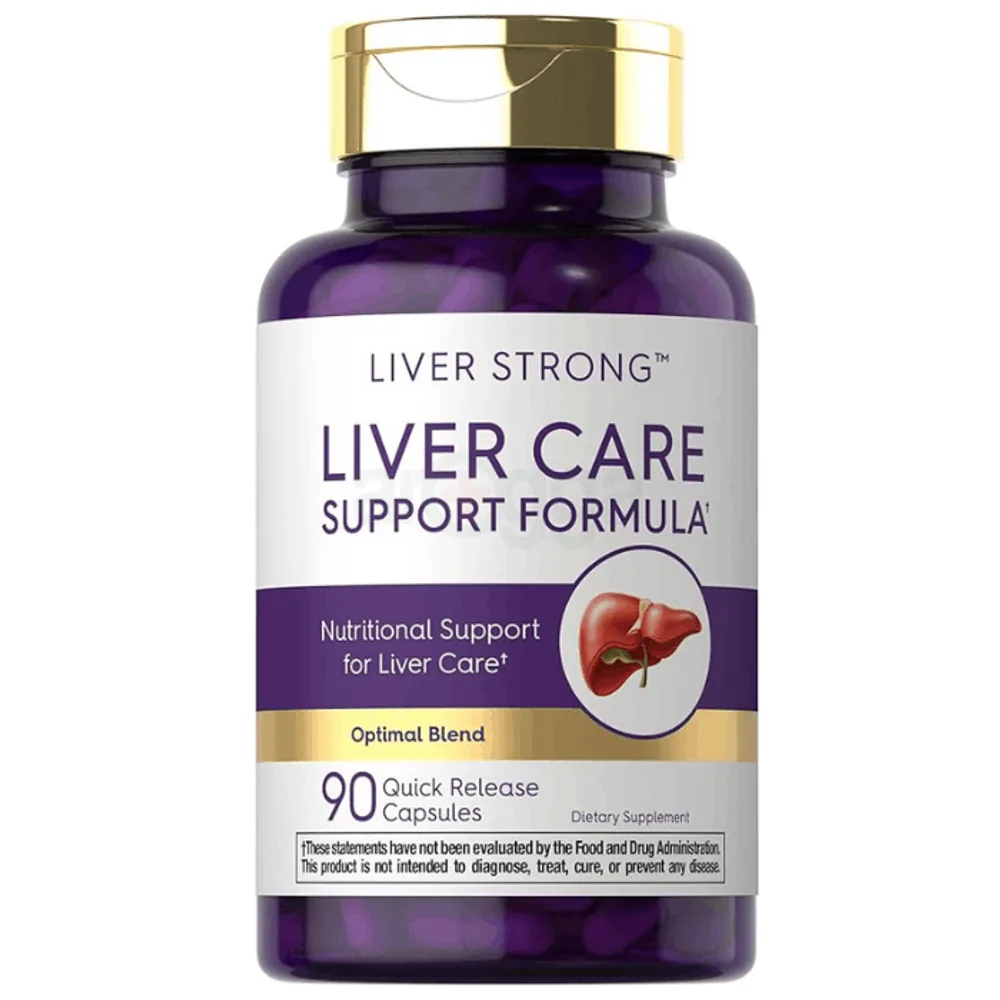 LIVER STRONG™
LIVER CARE
SUPPORT FORMULA†
Nutritional Support
for Liver Care†
Optimal Blend
90 Quick Release
Capsules
Dietary Supplement
†These statements have not been evaluated by the Food and Drug Administration.
This product is not intended to diagnose, treat, cure, or prevent any disease.